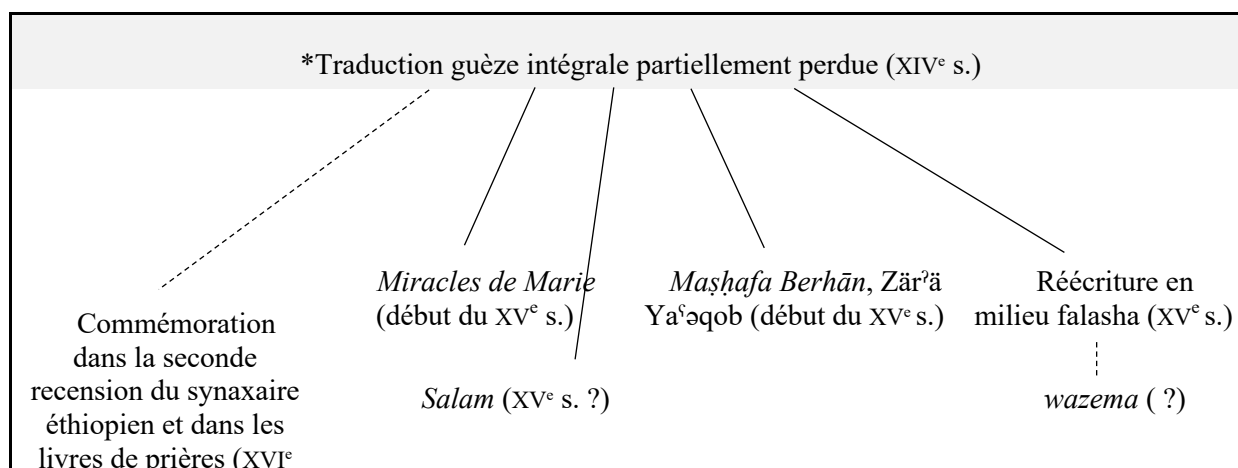 *Traduction guèze intégrale partiellement perdue (XIVᵉ s.)
Miracles de Marie
(début du XVᵉ s.)
Maṣḥafa Berhān, Zärʾä
Yaʿǝqob (début du XVᵉ s.)
Réécriture en
milieu falasha (XVᵉ s.)
Commémoration
dans la seconde
recension du synaxaire
éthiopien et dans les
livres de prières (XVIᵉ
Salam (XVᵉ s. ?)
wazema ( ?)